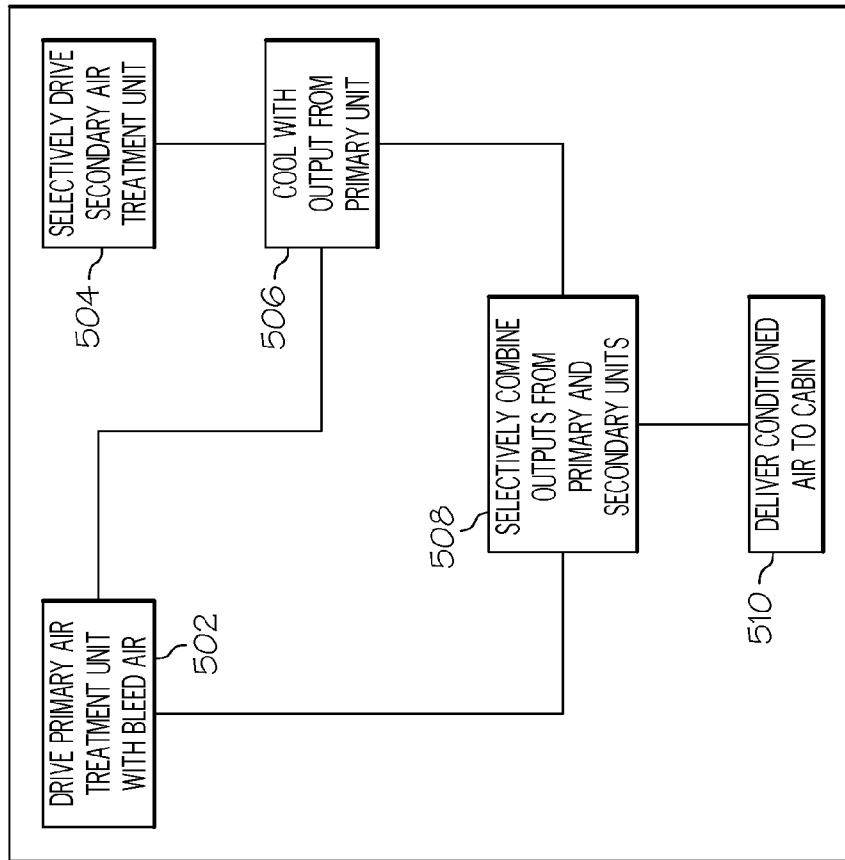 DRIVE PRIMARY AIR
TREATMENT UNIT
WITH BLEED AIR
502
SELECTIVELY DRIVE
SECONDARY AIR
TREATMENT UNIT
504
COOL WITH
OUTPUT FROM
PRIMARY UNIT
506
SELECTIVELY COMBINE
OUTPUTS FROM
PRIMARY AND
SECONDARY UNITS
508
DELIVER CONDITIONED
AIR TO CABIN
510